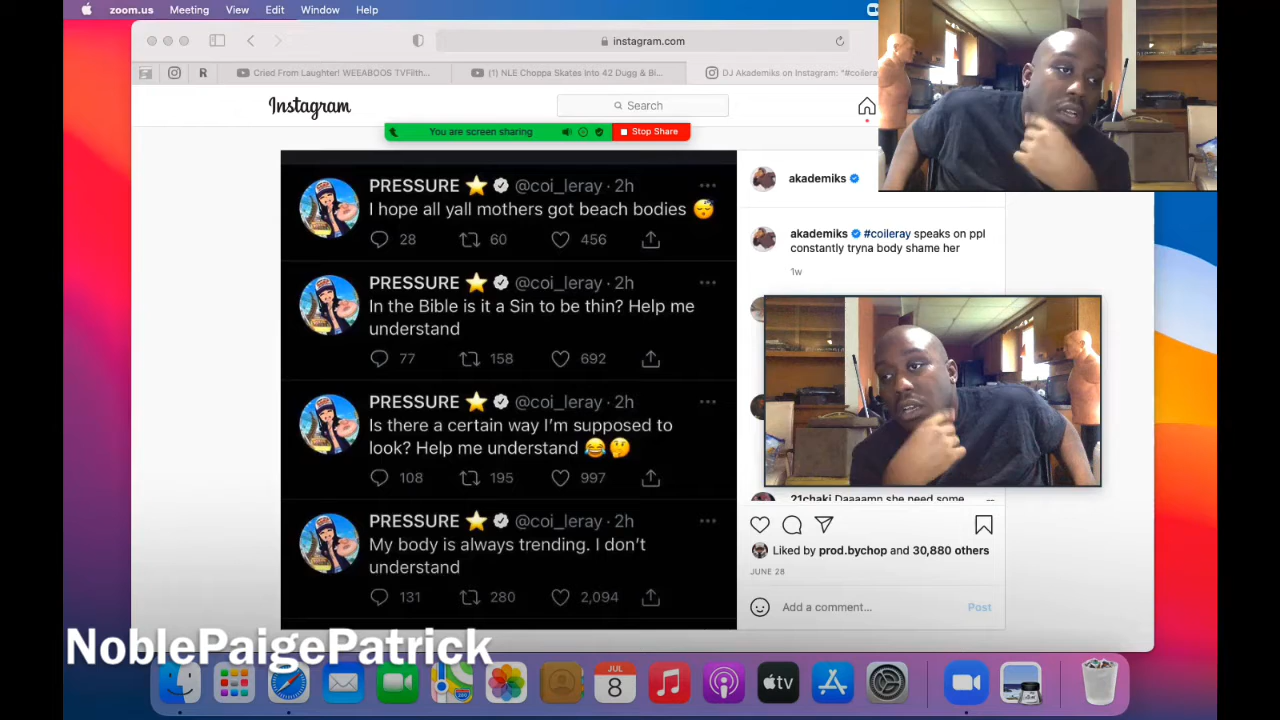 zoom.us Meeting View Edit Window Help
instagram.com
R Cried From Laughter! WEEABOOS TVFilth... (1) NLE Choppa Skates Into 42 Dugg & Bi... DJ Akademiks on Instagram: "#coileray
Instagram
Search
You are screen sharing Stop Share
PRESSURE ⭐ @coi_leray · 2h
I hope all yall mothers got beach bodies 😴
28 60 456
PRESSURE ⭐ @coi_leray · 2h
In the Bible is it a Sin to be thin? Help me
understand
77 158 692
PRESSURE ⭐ @coi_leray · 2h
Is there a certain way I'm supposed to
look? Help me understand 😂🤔
108 195 997
PRESSURE ⭐ @coi_leray · 2h
My body is always trending. I don't
understand
131 280 2,094
akademiks
akademiks #coileray speaks on ppl
constantly tryna body shame her
1w
21chaki Daaaamn she need some
Liked by prod.bychop and 30,880 others
JUNE 28
Add a comment... Post
NoblePaigePatrick
JUL
8
tv